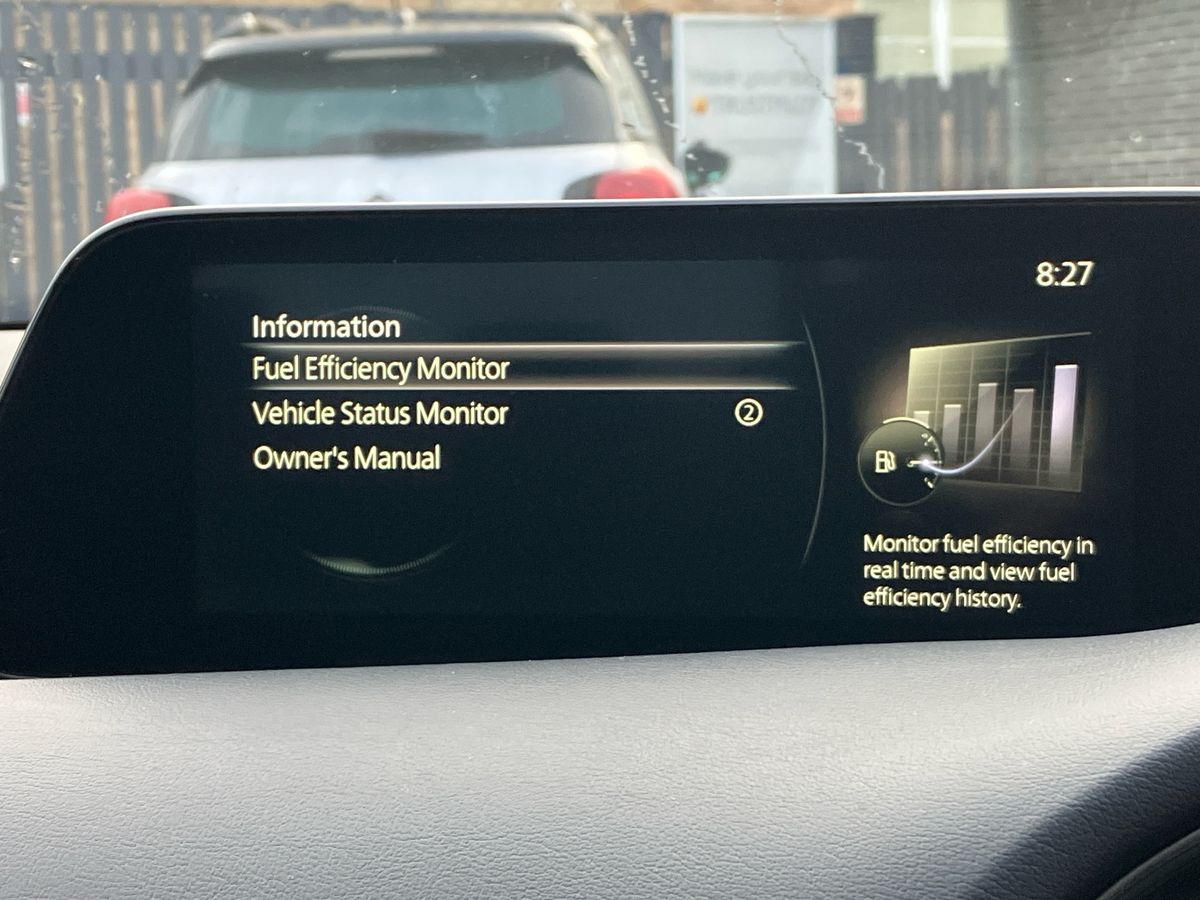 8:27
Information
Fuel Efficiency Monitor
Vehicle Status Monitor 2
Owner's Manual
Monitor fuel efficiency in
real time and view fuel
efficiency history.